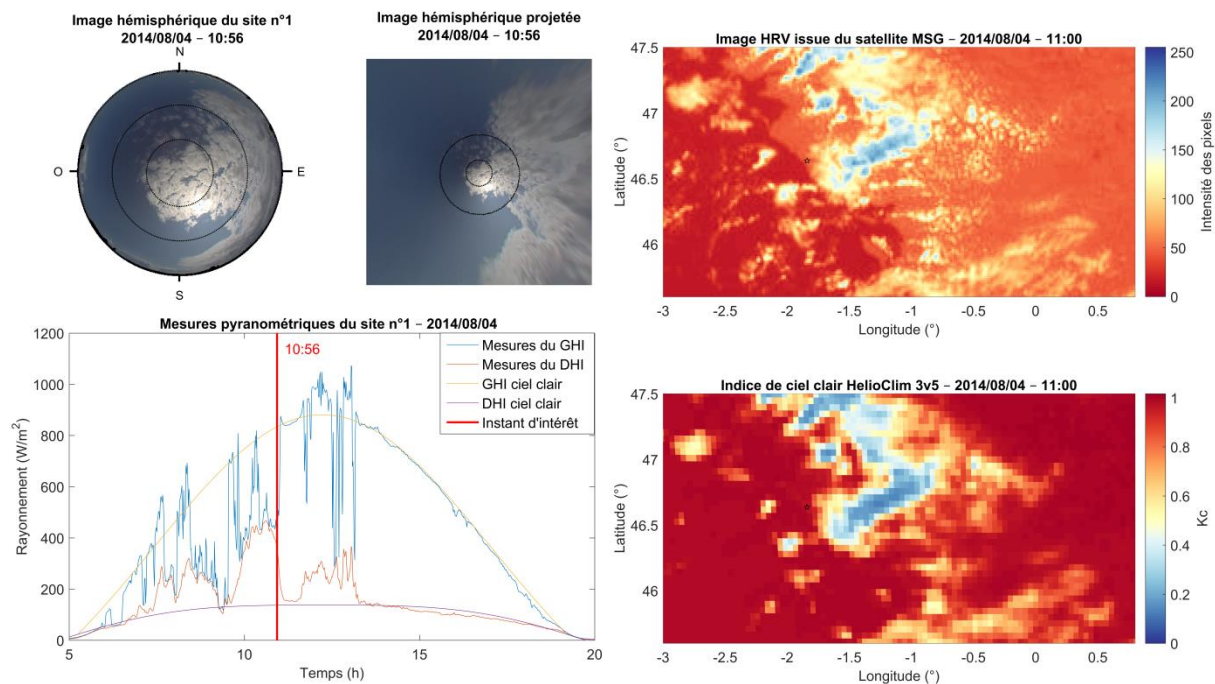 Image hémisphérique du site n°1
2014/08/04 – 10:56
N
O
E
S
Image hémisphérique projetée
2014/08/04 – 10:56
Image HRV issue du satellite MSG – 2014/08/04 – 11:00
47.5
47
46.5
46
Latitude (°)
-3
-2.5
-2
-1.5
-1
-0.5
0
0.5
Longitude (°)
250
200
150
100
50
0
Intensité des pixels
Mesures pyranométriques du site n°1 – 2014/08/04
1200
1000
800
600
400
200
0
Rayonnement (W/m²)
5
10
15
20
Temps (h)
10:56
Mesures du GHI
Mesures du DHI
GHI ciel clair
DHI ciel clair
Instant d'intérêt
Indice de ciel clair HelioClim 3v5 – 2014/08/04 – 11:00
47.5
47
46.5
46
Latitude (°)
-3
-2.5
-2
-1.5
-1
-0.5
0
0.5
Longitude (°)
1
0.8
0.6
0.4
0.2
0
Kc